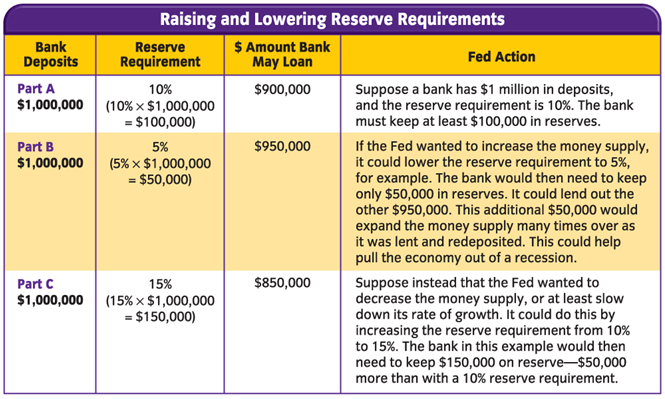 Raising and Lowering Reserve Requirements
Bank
Deposits
Reserve
Requirement
$ Amount Bank
May Loan
Fed Action
Part A
$1,000,000
10%
(10% × $1,000,000
= $100,000)
$900,000
Suppose a bank has $1 million in deposits,
and the reserve requirement is 10%. The bank
must keep at least $100,000 in reserves.
Part B
$1,000,000
5%
(5% × $1,000,000
= $50,000)
$950,000
If the Fed wanted to increase the money supply,
it could lower the reserve requirement to 5%,
for example. The bank would then need to keep
only $50,000 in reserves. It could lend out the
other $950,000. This additional $50,000 would
expand the money supply many times over as
it was lent and redeposited. This could help
pull the economy out of a recession.
Part C
$1,000,000
15%
(15% × $1,000,000
= $150,000)
$850,000
Suppose instead that the Fed wanted to
decrease the money supply, or at least slow
down its rate of growth. It could do this by
increasing the reserve requirement from 10%
to 15%. The bank in this example would then
need to keep $150,000 on reserve—$50,000
more than with a 10% reserve requirement.